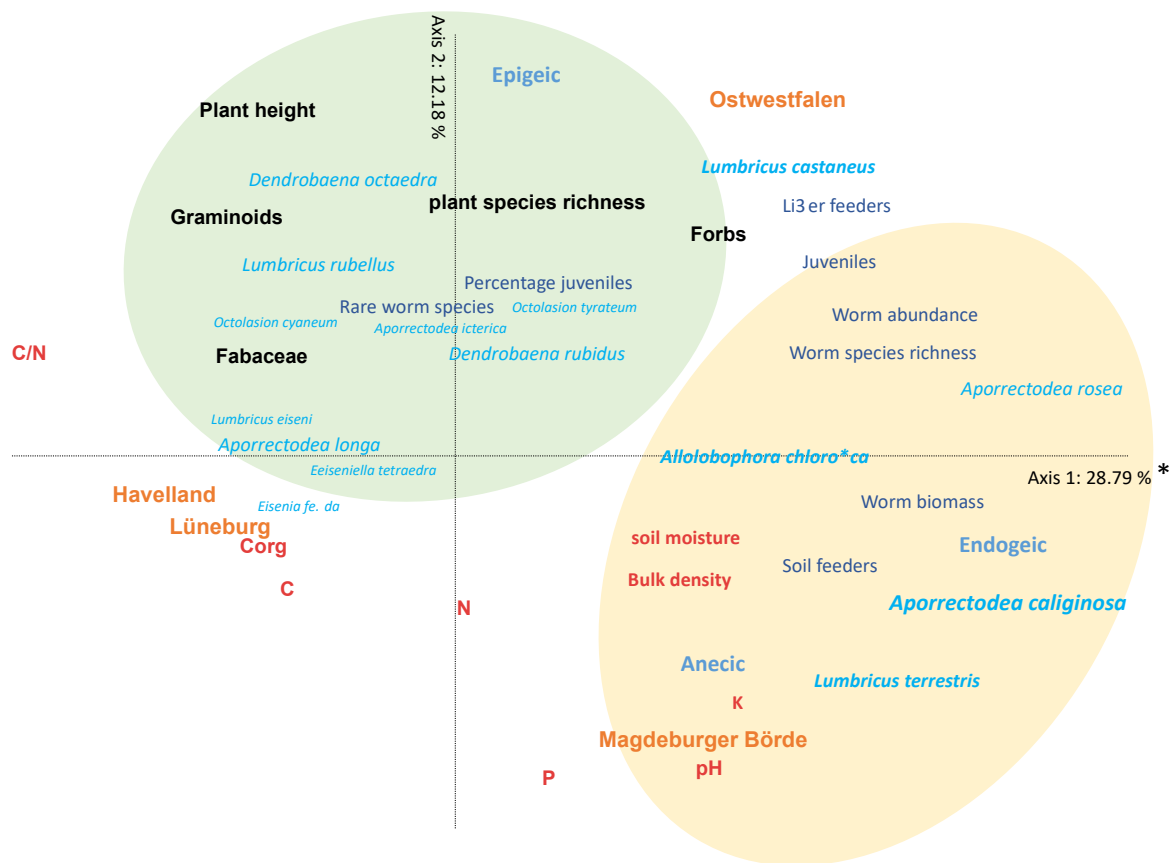 Axis 2: 12.18 %
Epigeic
Ostwestfalen
Plant height
Lumbricus castaneus
Dendrobaena octaedra
plant species richness
Li3 er feeders
Graminoids
Forbs
Lumbricus rubellus
Juveniles
Percentage juveniles
Rare worm species
Octolasion tyrateum
Worm abundance
Octolasion cyaneum
Aporrectodea icterica
C/N
Fabaceae
Dendrobaena rubidus
Worm species richness
Aporrectodea rosea
Lumbricus eiseni
Aporrectodea longa
Allolobophora chloro*ca
Eeiseniella tetraedra
Axis 1: 28.79 % *
Havelland
Eisenia fe. da
Worm biomass
Lüneburg
Corg
soil moisture
Endogeic
Soil feeders
Bulk density
C
N
Aporrectodea caliginosa
Anecic
Lumbricus terrestris
K
Magdeburger Börde
pH
P